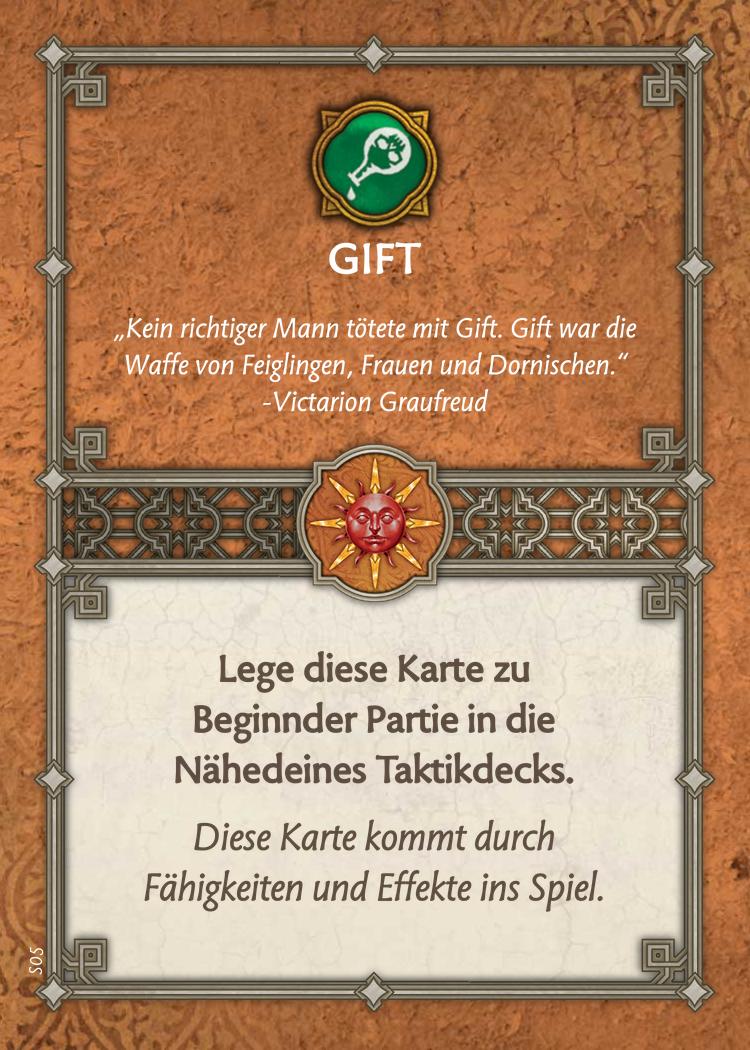 GIFT
„Kein richtiger Mann tötete mit Gift. Gift war die
Waffe von Feiglingen, Frauen und Dornischen.“
-Victarion Graufreud
Lege diese Karte zu
Beginnder Partie in die
Nähedeines Taktikdecks.
Diese Karte kommt durch
Fähigkeiten und Effekte ins Spiel.
S05